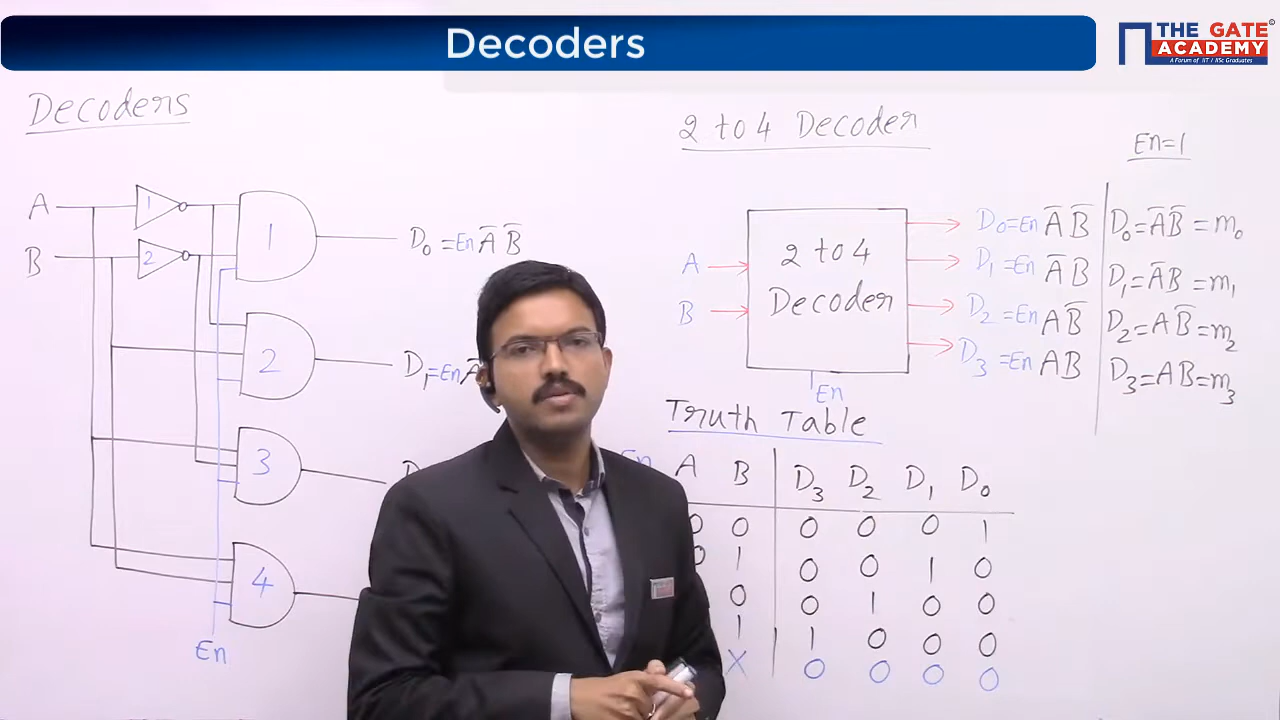 Decoders
THE GATE
ACADEMY
A Forum of IIT / IISc Graduates
Decoders
A
B
1
2
1
2
3
4
D₀ = En A̅ B̅
D₁ = En A̅
En
2 to 4 Decoder
A
B
2 to 4
Decoder
En
D₀ = En A̅ B̅
D₁ = En A̅ B
D₂ = En A B̅
D₃ = En A B
En=1
D₀ = A̅ B̅ = m₀
D₁ = A̅ B = m₁
D₂ = A B̅ = m₂
D₃ = A B = m₃
Truth Table
En A B D₃ D₂ D₁ D₀
0 0 0 0 0 1
0 1 0 0 1 0
0 0 1 0 0
1 1 0 0 0
X 0 0 0 0